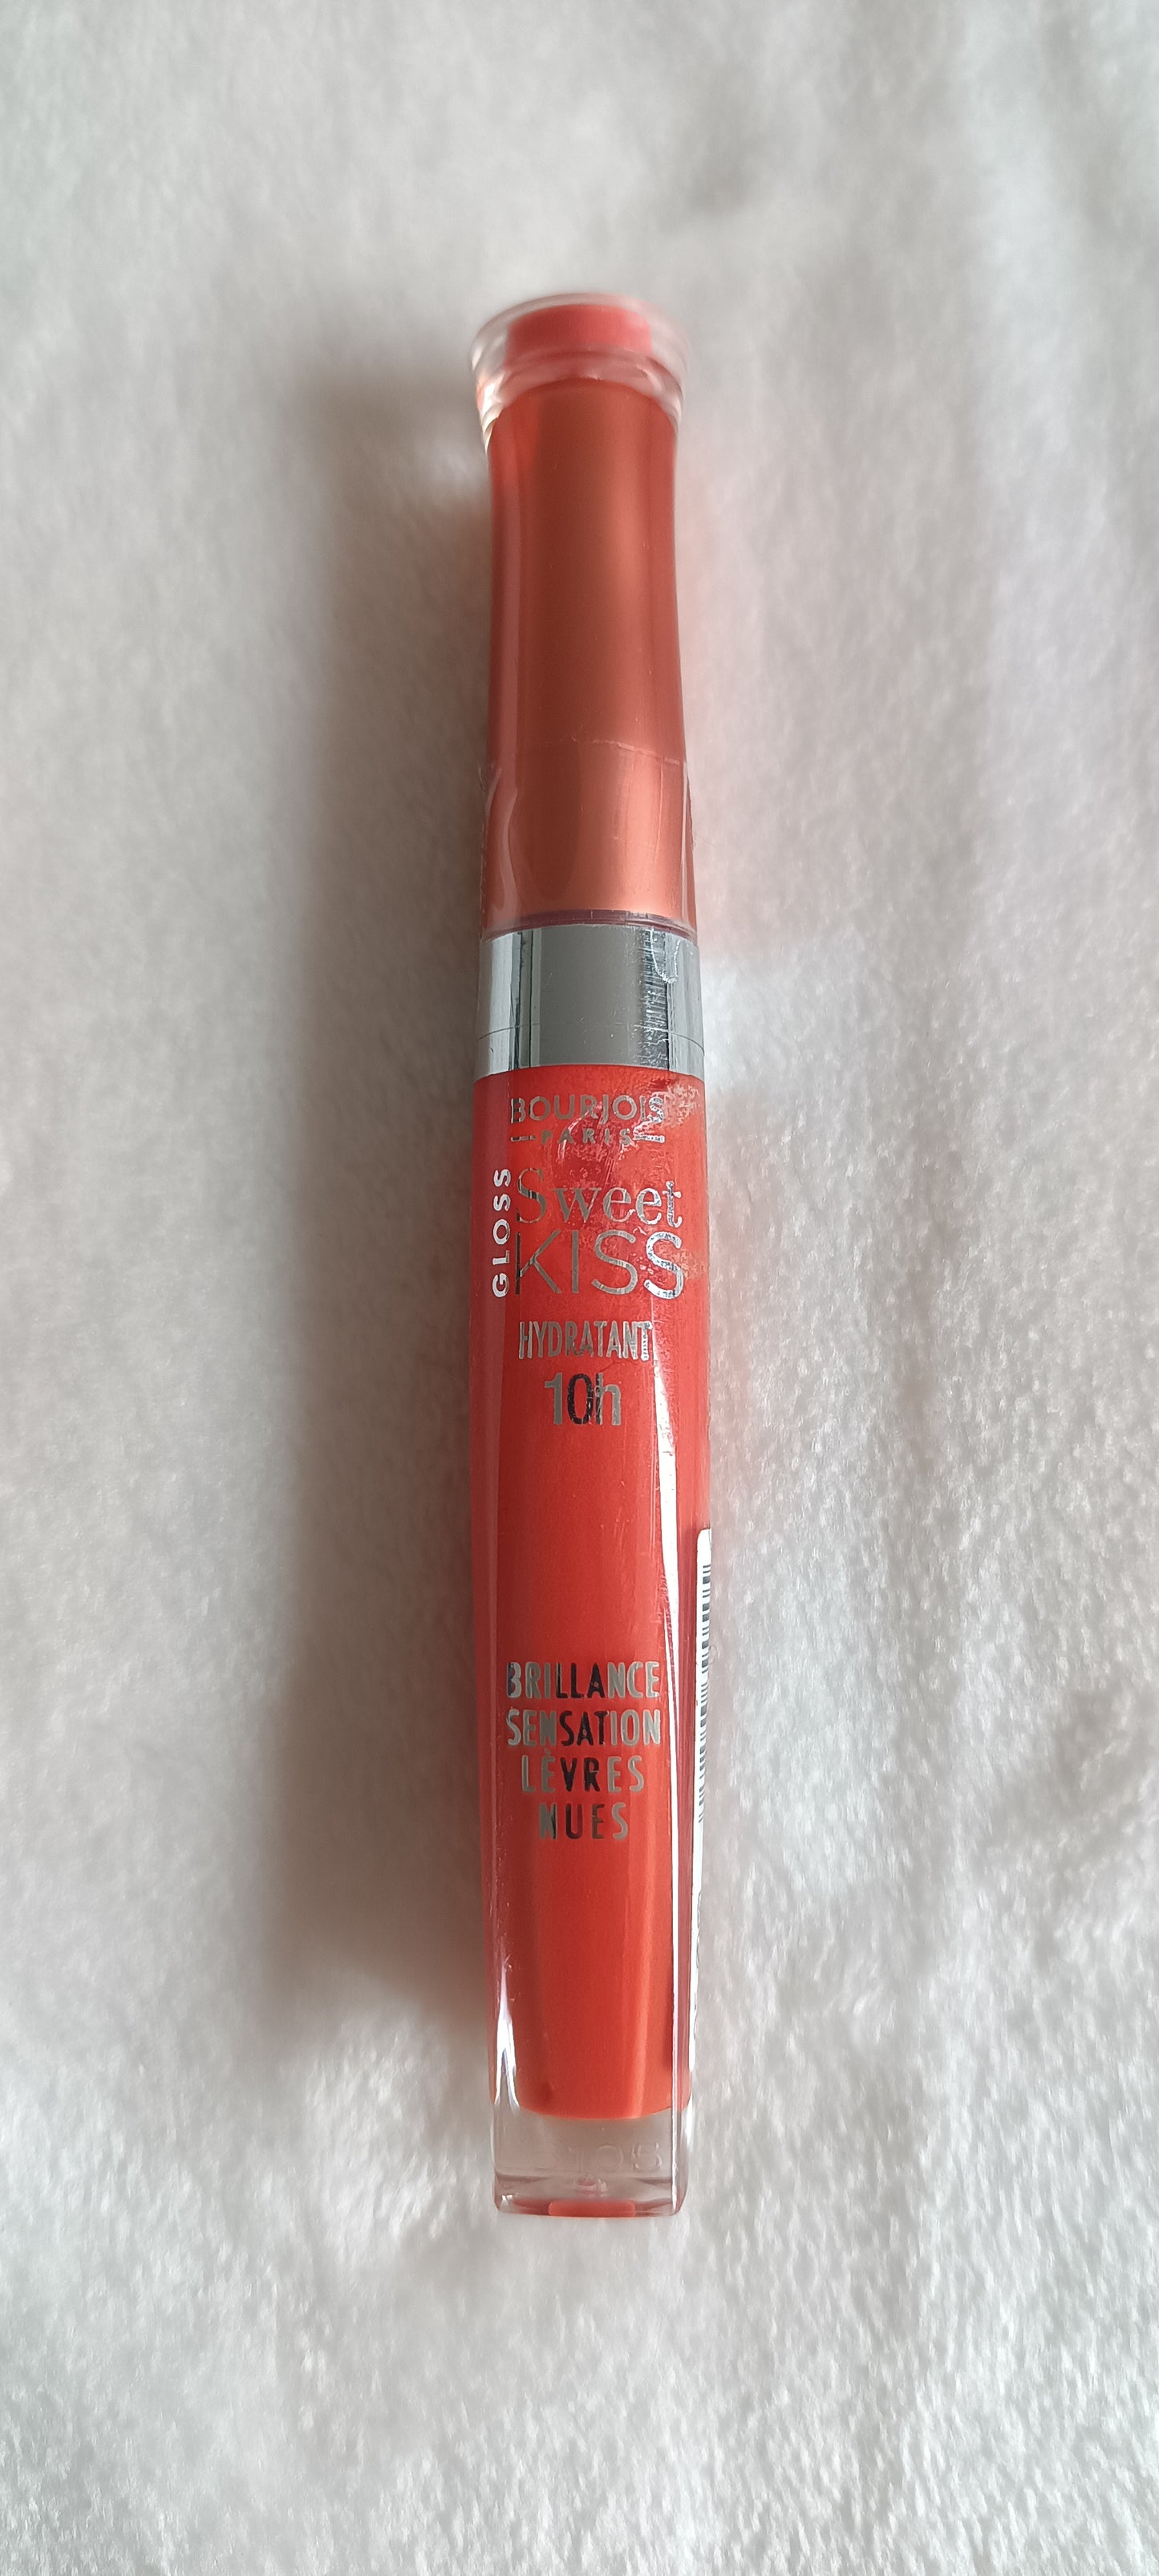 BOURJOIS
PARIS
GLOSS
Sweet
KISS
HYDRATANT
10h
BRILLANCE
SENSATION
LÈVRES
NUES